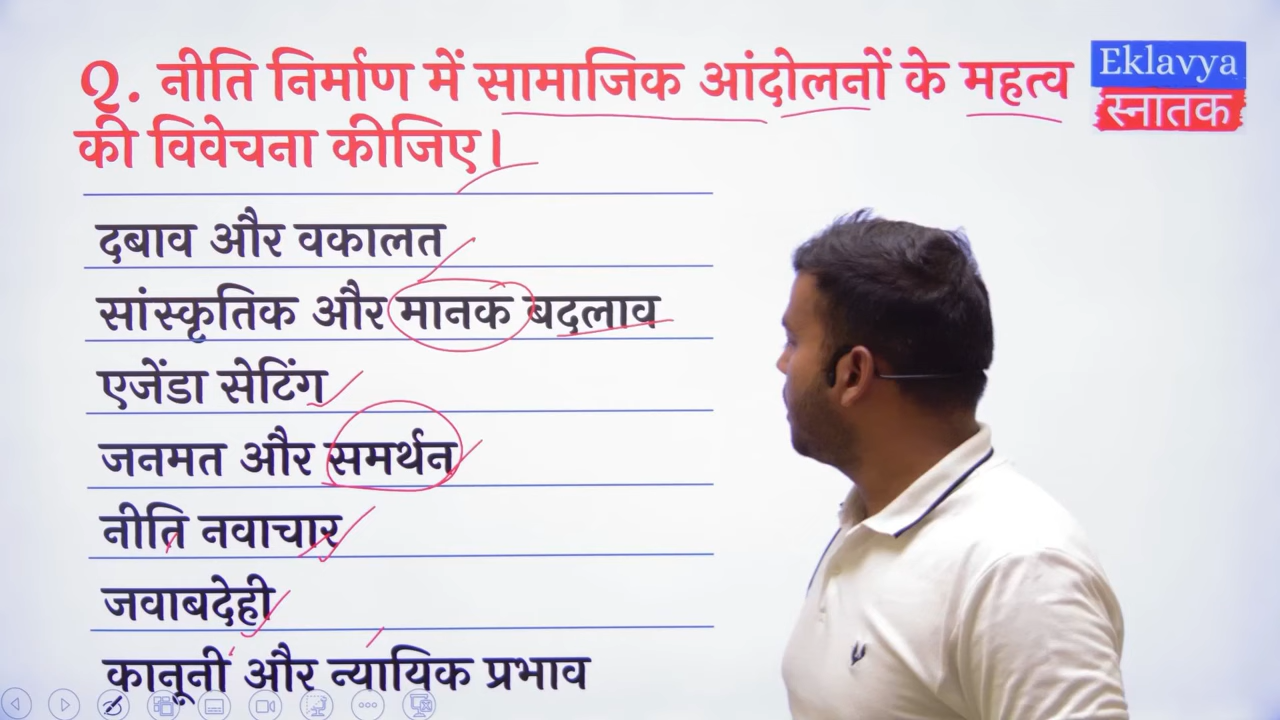 Q. नीति निर्माण में सामाजिक आंदोलनों के महत्व
की विवेचना कीजिए।
Eklavya
स्नातक
दबाव और वकालत
सांस्कृतिक और मानक बदलाव
एजेंडा सेटिंग
जनमत और समर्थन
नीति नवाचार
जवाबदेही
कानूनी और न्यायिक प्रभाव